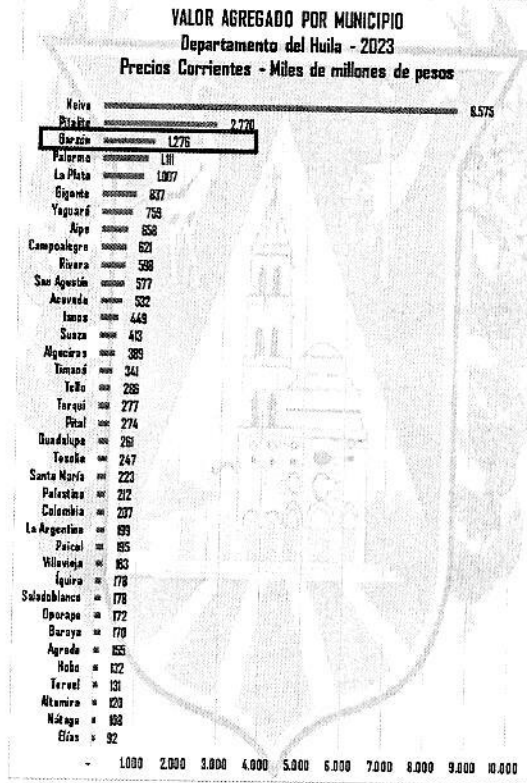 VALOR AGREGADO POR MUNICIPIO
Departamento del Huila - 2023
Precios Corrientes - Miles de millones de pesos
Neiva 8.575
Pitalito 2.770
Garzón 1.276
Palermo 1.111
La Plata 1.007
Gigante 837
Yaguará 759
Aipe 658
Campoalegre 621
Rivera 598
San Agustín 577
Acevedo 532
Isnos 449
Suaza 413
Algeciras 389
Timaná 341
Tello 286
Tarqui 277
Pital 274
Guadalupe 261
Tesalia 247
Santa María 223
Palestina 212
Colombia 207
La Argentina 199
Paicol 195
Villavieja 183
Íquira 178
Saladoblanco 178
Oporapa 172
Baraya 170
Agrado 155
Hobo 132
Teruel 131
Altamira 120
Nátaga
Elías 92
- 1.000 2.000 3.000 4.000 5.000 6.000 7.000 8.000 9.000 10.000